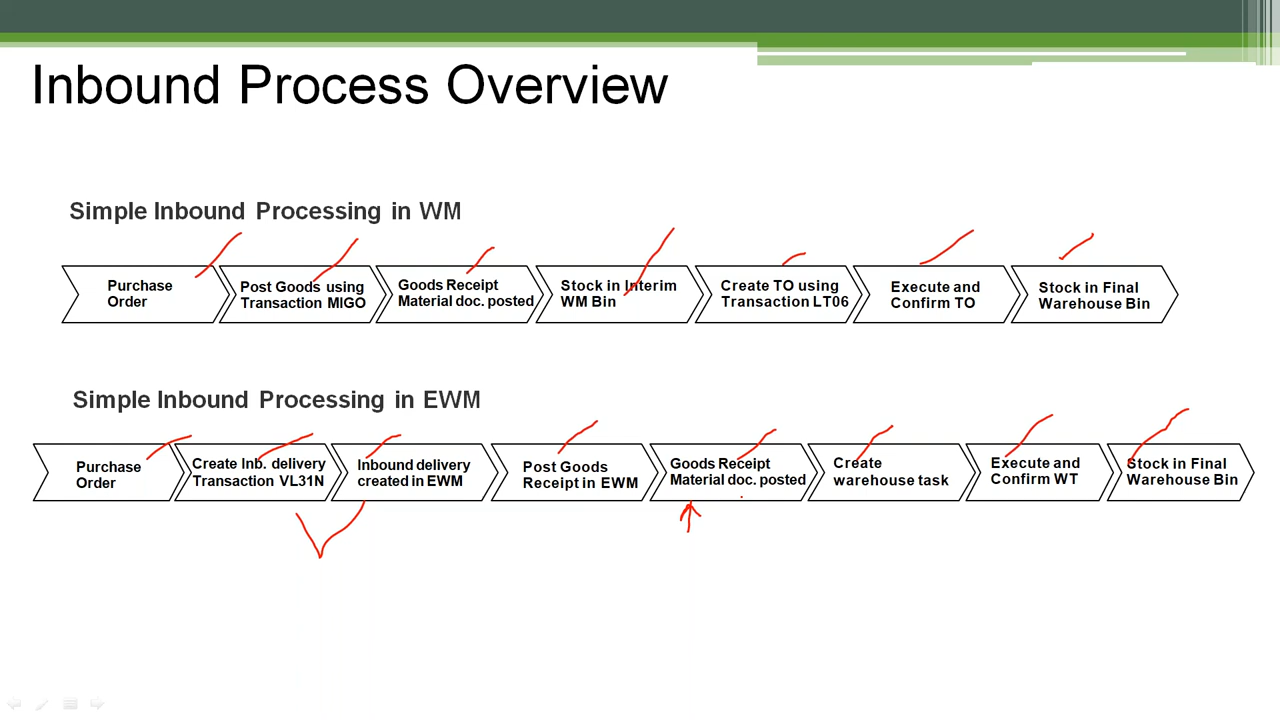 Inbound Process Overview
Simple Inbound Processing in WM
Purchase
Order
Post Goods using
Transaction MIGO
Goods Receipt
Material doc. posted
Stock in Interim
WM Bin
Create TO using
Transaction LT06
Execute and
Confirm TO
Stock in Final
Warehouse Bin
Simple Inbound Processing in EWM
Purchase
Order
Create Inb. delivery
Transaction VL31N
Inbound delivery
created in EWM
Post Goods
Receipt in EWM
Goods Receipt
Material doc. posted
Create
warehouse task
Execute and
Confirm WT
Stock in Final
Warehouse Bin